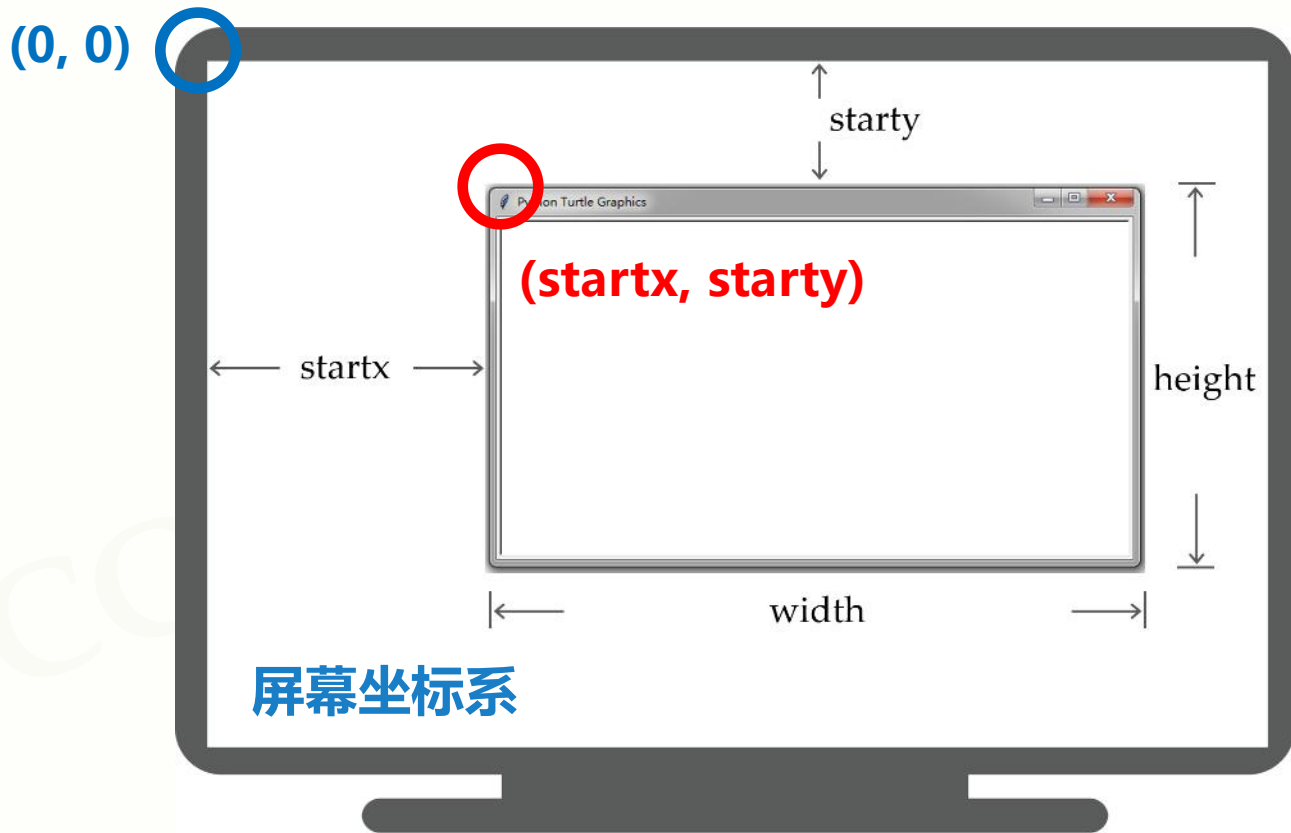 (0, 0)
starty
Python Turtle Graphics
(startx, starty)
startx
height
width
屏幕坐标系